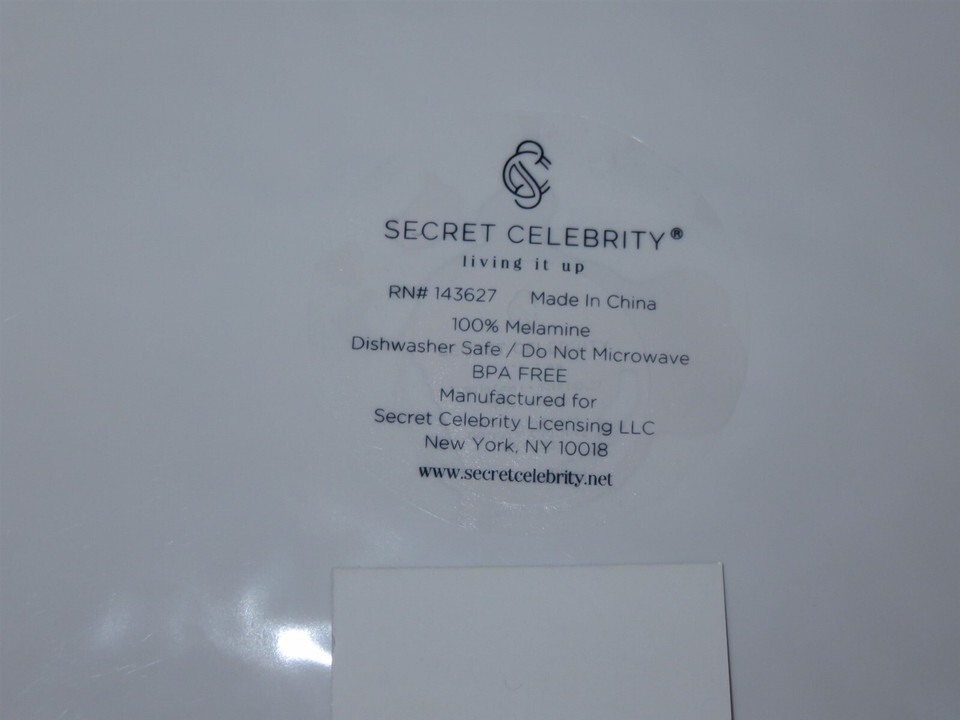 SECRET CELEBRITY®
living it up
RN# 143627 Made In China
100% Melamine
Dishwasher Safe / Do Not Microwave
BPA FREE
Manufactured for
Secret Celebrity Licensing LLC
New York, NY 10018
www.secretcelebrity.net